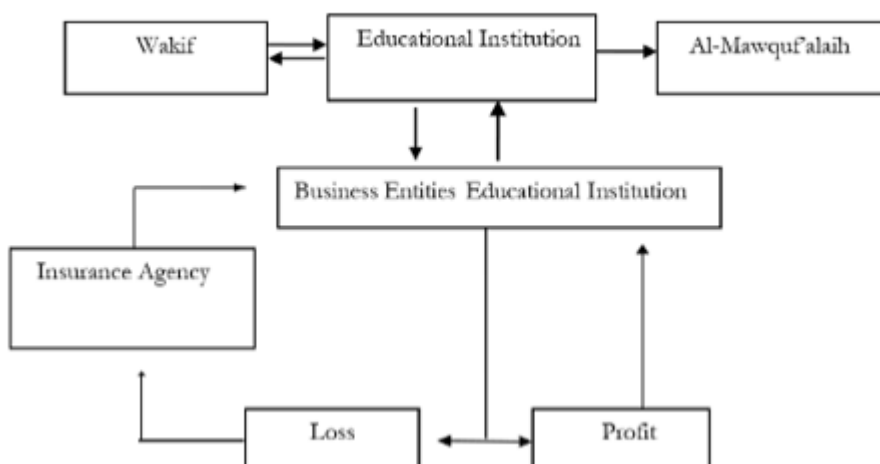 Wakif
Educational Institution
Al-Mawquf'alaih
Business Entities Educational Institution
Insurance Agency
Loss
Profit